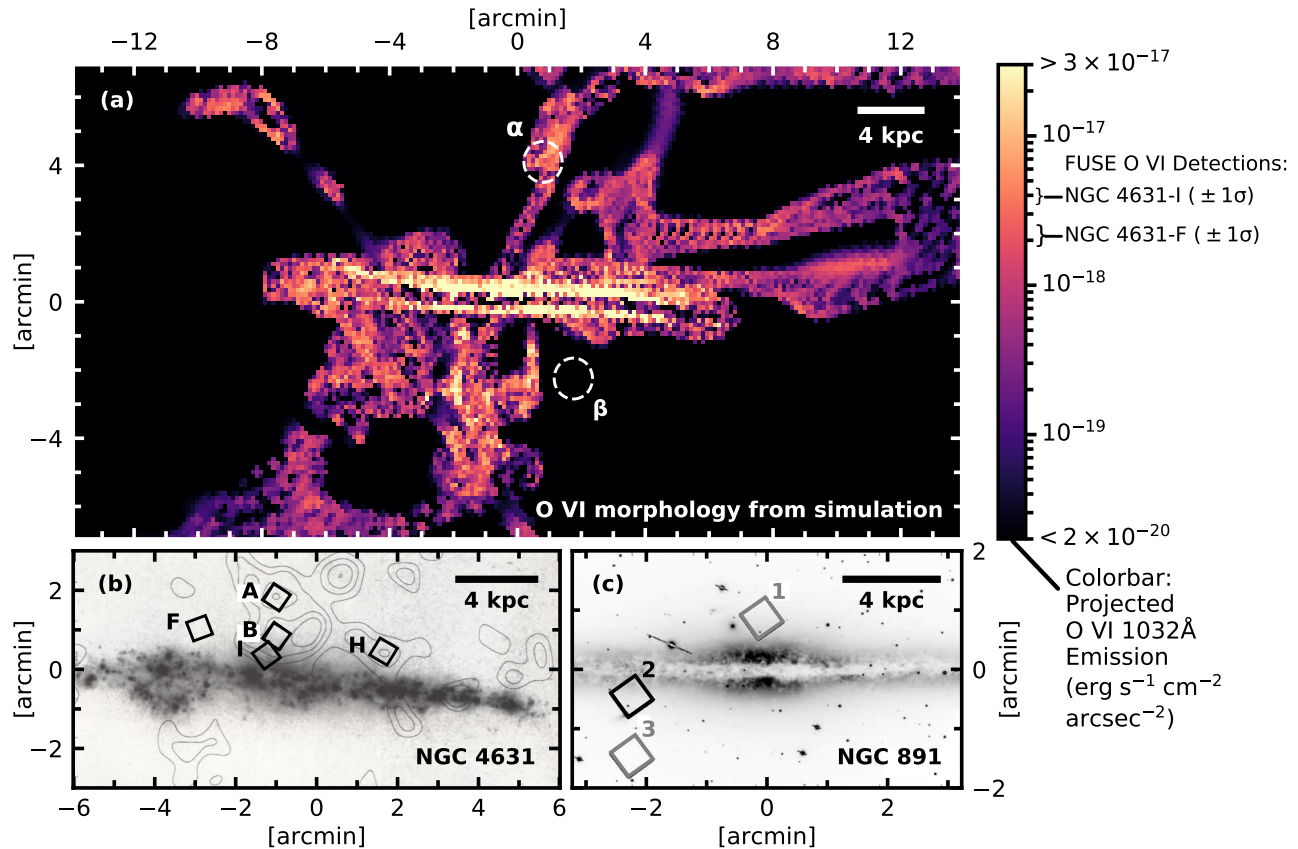 [arcmin]
−12 −8 −4 0 4 8 12
(a)
α
4 kpc
4
0
−4
[arcmin]
β
O VI morphology from simulation
> 3 × 10⁻¹⁷
10⁻¹⁷
FUSE O VI Detections:
}—NGC 4631-I ( ± 1σ)
}—NGC 4631-F ( ± 1σ)
10⁻¹⁸
10⁻¹⁹
< 2 × 10⁻²⁰
Colorbar:
Projected
O VI 1032Å
Emission
(erg s⁻¹ cm⁻²
arcsec⁻²)
(b)
A
F
B
I
H
4 kpc
NGC 4631
2
0
−2
[arcmin]
−6 −4 −2 0 2 4 6
[arcmin]
(c)
1
2
3
4 kpc
NGC 891
2
0
−2
[arcmin]
−2 0 2
[arcmin]